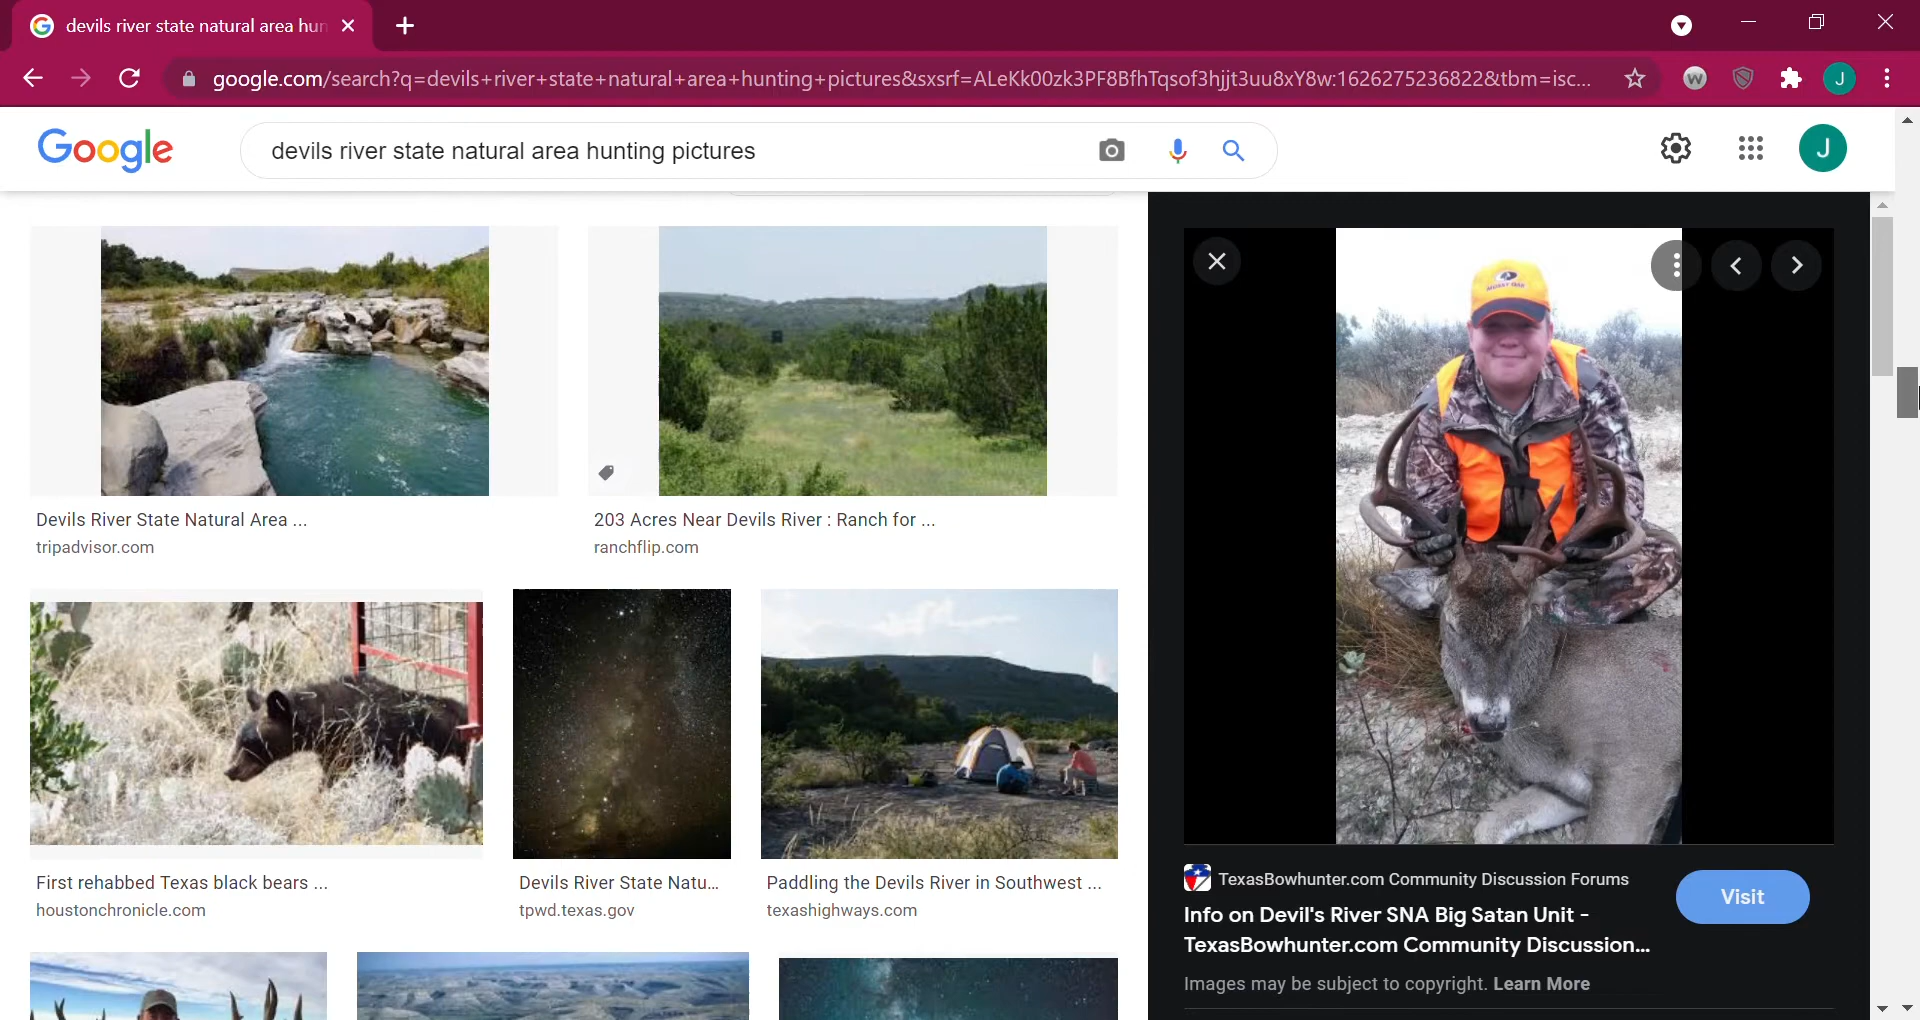 devils river state natural area hun
google.com/search?q=devils+river+state+natural+area+hunting+pictures&sxsrf=ALeKk00zk3PF8BfhTqsof3hjjt3uu8xY8w:1626275236822&tbm=isc...
W
J
Google
devils river state natural area hunting pictures
J
MOSSY OAK
Devils River State Natural Area ...
tripadvisor.com
203 Acres Near Devils River : Ranch for ...
ranchflip.com
First rehabbed Texas black bears ...
houstonchronicle.com
Devils River State Natu...
tpwd.texas.gov
Paddling the Devils River in Southwest ...
texashighways.com
TexasBowhunter.com Community Discussion Forums
Visit
Info on Devil's River SNA Big Satan Unit -
TexasBowhunter.com Community Discussion...
Images may be subject to copyright. Learn More